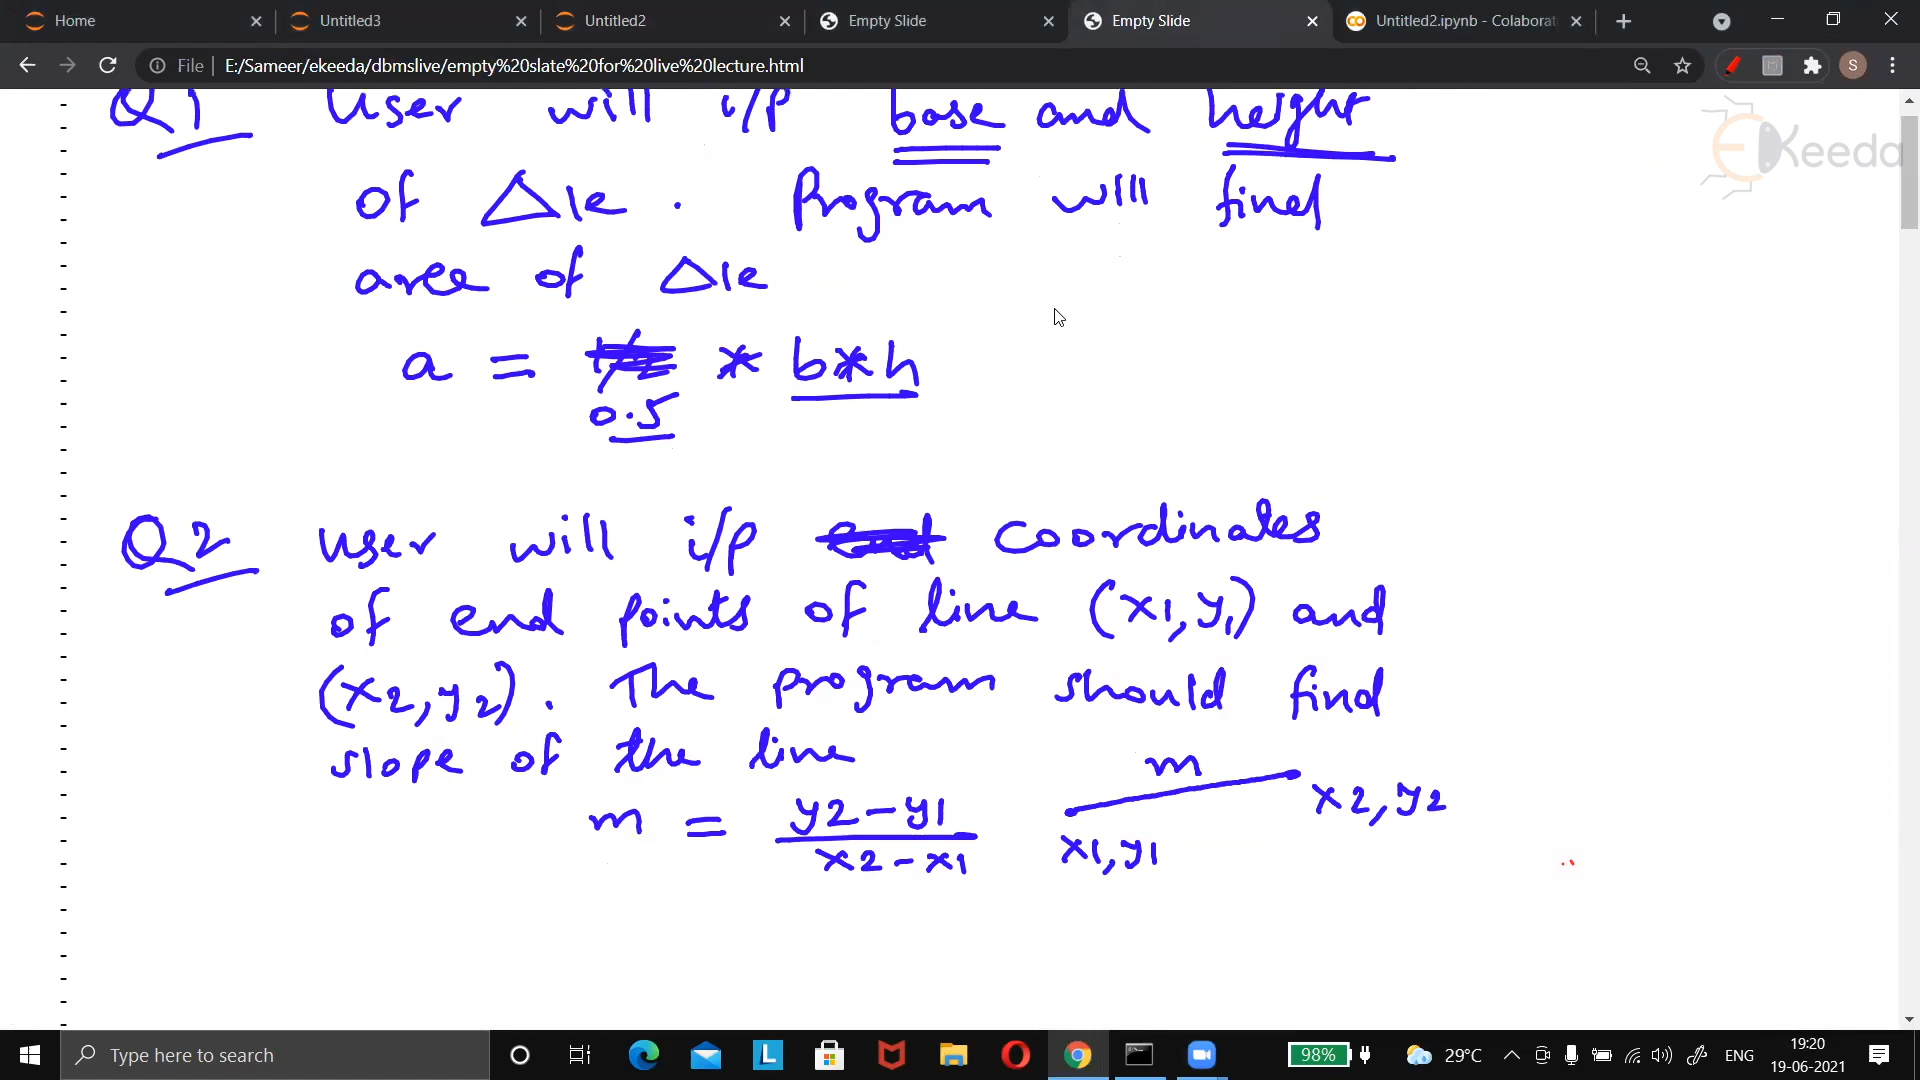 Home
Untitled3
Untitled2
Empty Slide
Empty Slide
Untitled2.ipynb - Colaborat
File
E:/Sameer/ekeeda/dbmslive/empty%20slate%20for%20live%20lecture.html
S
EKeeda
Q1 User will i/p base and height
of △le . Program will find
area of △le
a = * b*h
0.5
Q2 user will i/p coordinates
of end points of line (x1,y1) and
(x2,y2) . The program should find
slope of the line
m = y2-y1
x2-x1
m
x2,y2
x1,y1
Type here to search
L
98%
29°C
ENG
19:20
19-06-2021